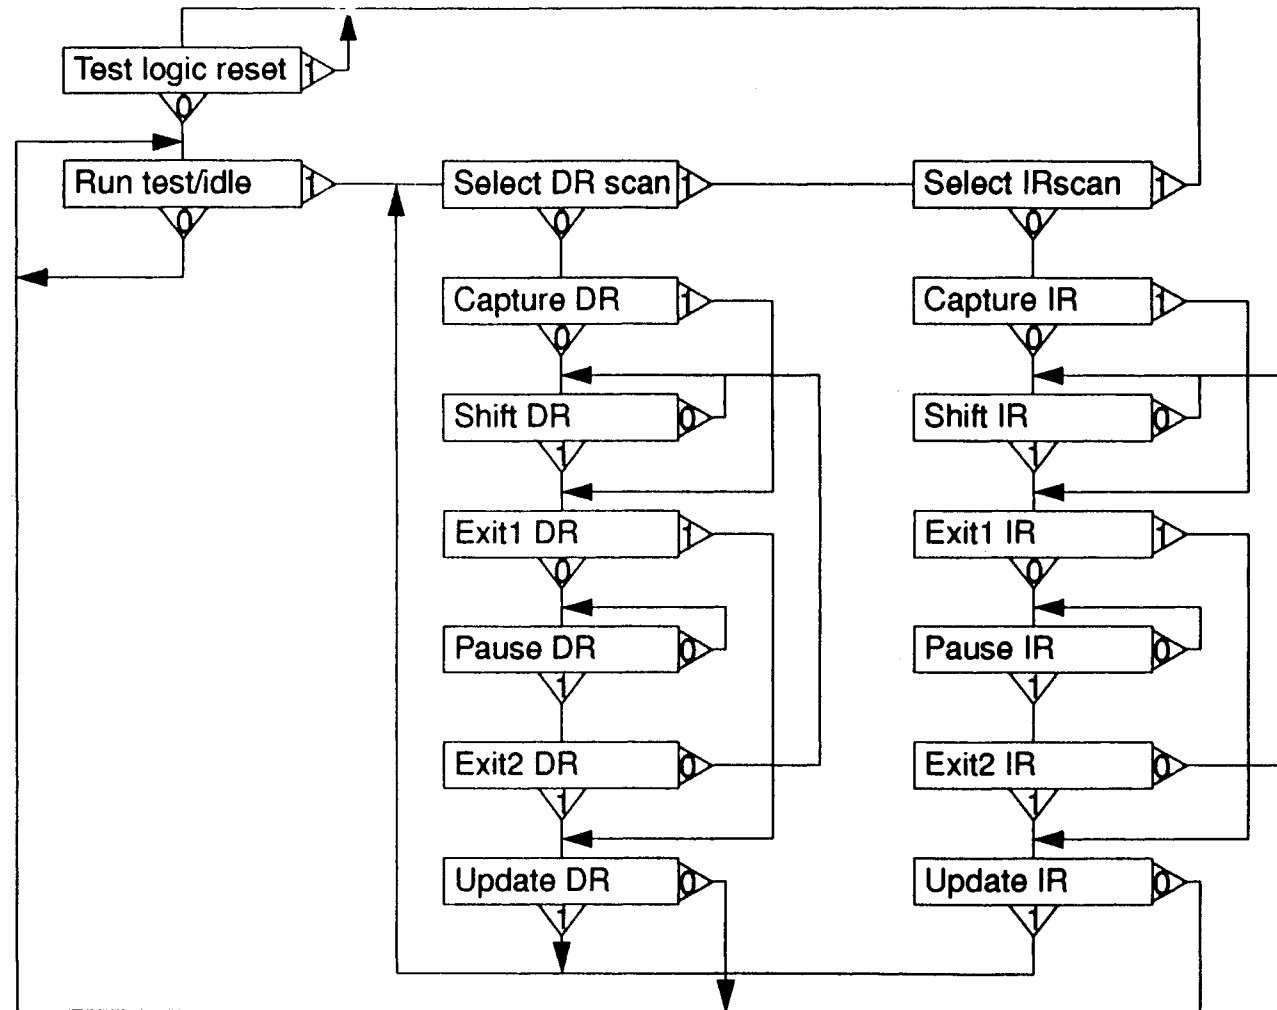 Test logic reset 1
0
Run test/idle 1
0
Select DR scan 1
0
Capture DR 1
0
Shift DR 0
1
Exit1 DR 1
0
Pause DR 0
1
Exit2 DR 0
1
Update DR 0
1
Select IRscan 1
0
Capture IR 1
0
Shift IR 0
1
Exit1 IR 1
0
Pause IR 0
1
Exit2 IR 0
1
Update IR 0
1